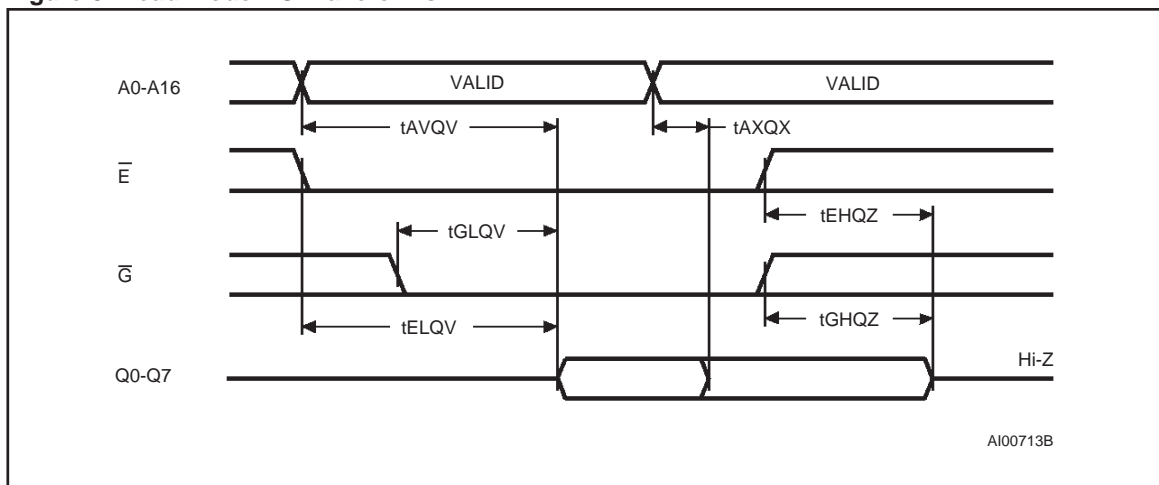 A0-A16
VALID
VALID
tAVQV
tAXQX
E̅
tEHQZ
tGLQV
G̅
tGHQZ
tELQV
Q0-Q7
Hi-Z
AI00713B